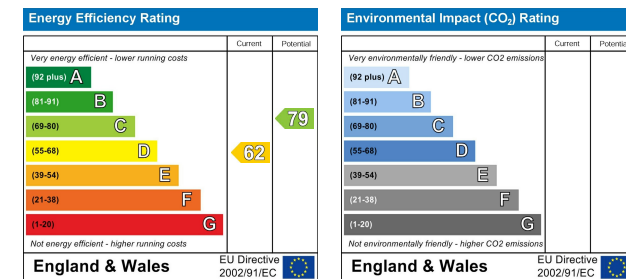 Energy Efficiency Rating
Current Potential
Very energy efficient - lower running costs
(92 plus) A
(81-91) B
(69-80) C
79
(55-68) D
62
(39-54) E
(21-38) F
(1-20) G
Not energy efficient - higher running costs
England & Wales
EU Directive
2002/91/EC
Environmental Impact (CO₂) Rating
Current Potential
Very environmentally friendly - lower CO2 emissions
(92 plus) A
(81-91) B
(69-80) C
(55-68) D
(39-54) E
(21-38) F
(1-20) G
Not environmentally friendly - higher CO2 emissions
England & Wales
EU Directive
2002/91/EC